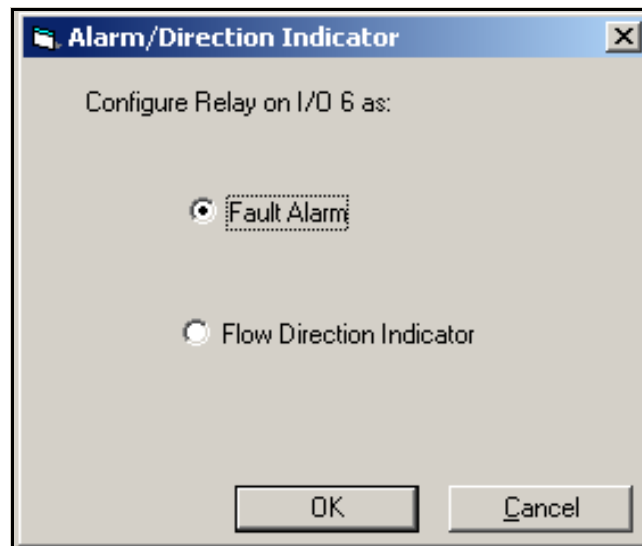 Alarm/Direction Indicator
Configure Relay on I/O 6 as:
Fault Alarm
Flow Direction Indicator
OK Cancel